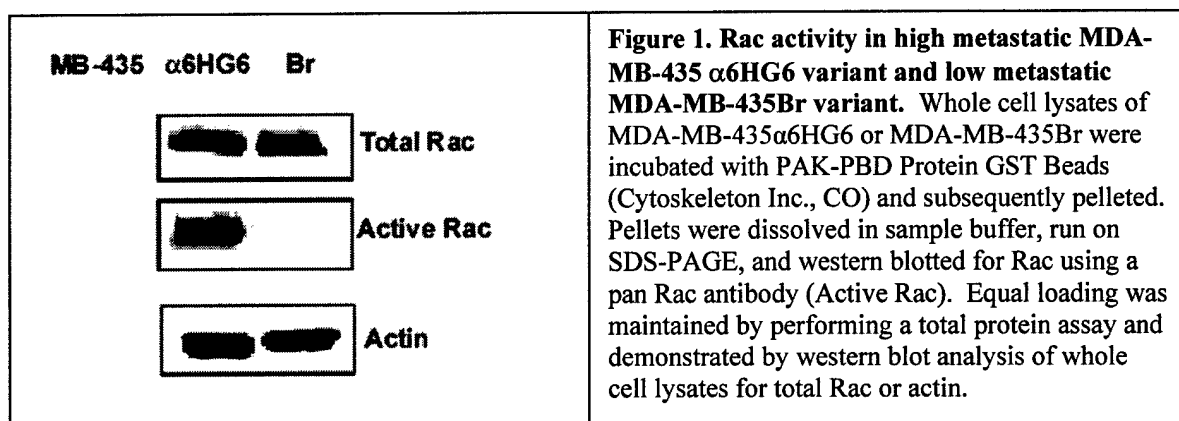 MB-435 α6HG6 Br
Total Rac
Active Rac
Actin
Figure 1. Rac activity in high metastatic MDA-
MB-435 α6HG6 variant and low metastatic
MDA-MB-435Br variant. Whole cell lysates of
MDA-MB-435α6HG6 or MDA-MB-435Br were
incubated with PAK-PBD Protein GST Beads
(Cytoskeleton Inc., CO) and subsequently pelleted.
Pellets were dissolved in sample buffer, run on
SDS-PAGE, and western blotted for Rac using a
pan Rac antibody (Active Rac). Equal loading was
maintained by performing a total protein assay and
demonstrated by western blot analysis of whole
cell lysates for total Rac or actin.